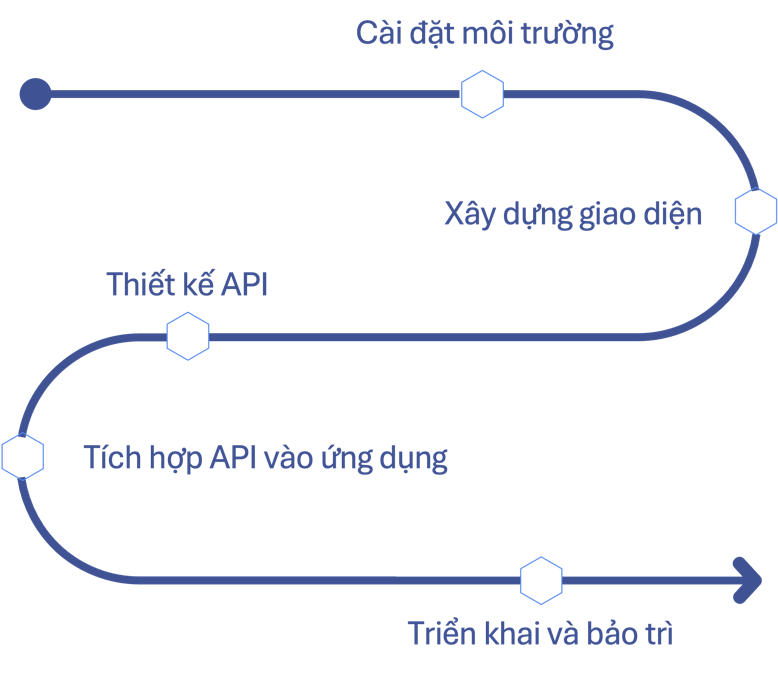 Cài đặt môi trường
Xây dựng giao diện
Thiết kế API
Tích hợp API vào ứng dụng
Triển khai và bảo trì